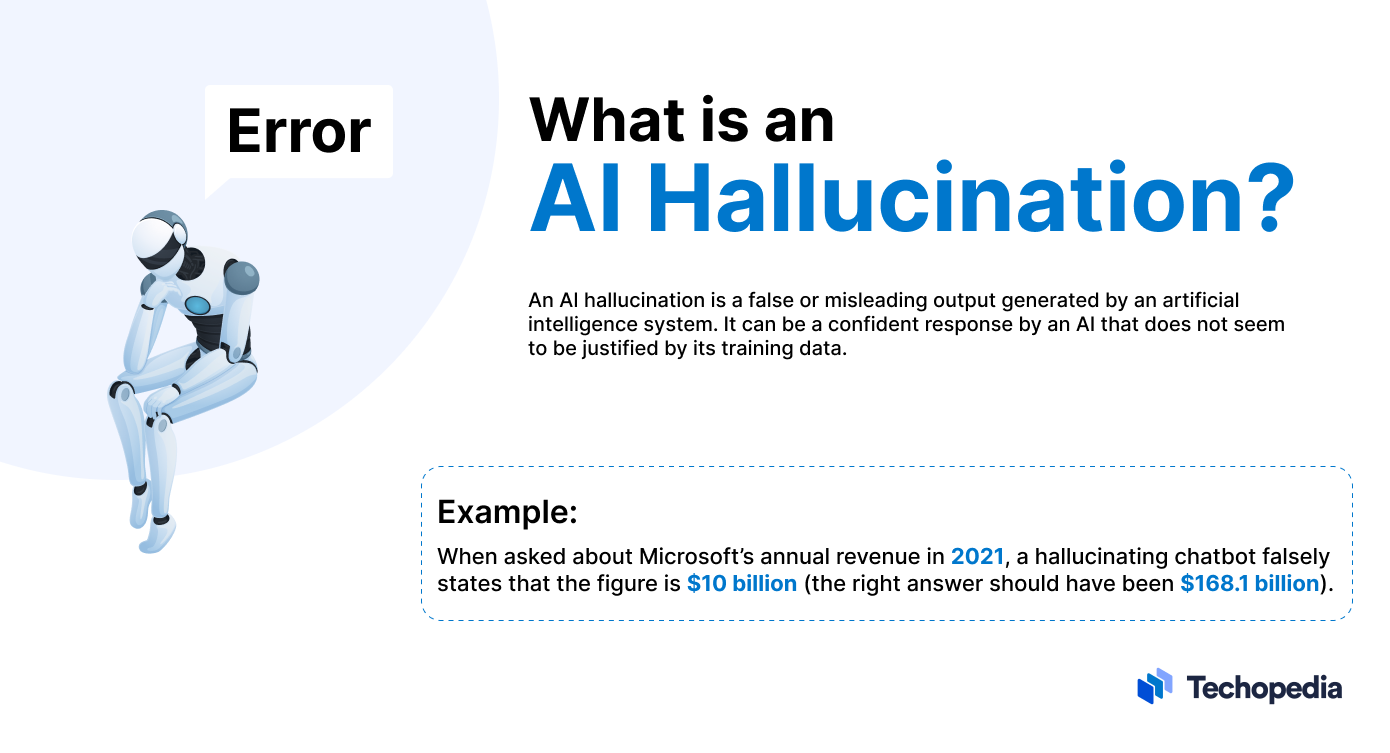 Error
What is an
AI Hallucination?
An AI hallucination is a false or misleading output generated by an artificial
intelligence system. It can be a confident response by an AI that does not seem
to be justified by its training data.
Example:
When asked about Microsoft’s annual revenue in 2021, a hallucinating chatbot falsely
states that the figure is $10 billion (the right answer should have been $168.1 billion).
Techopedia